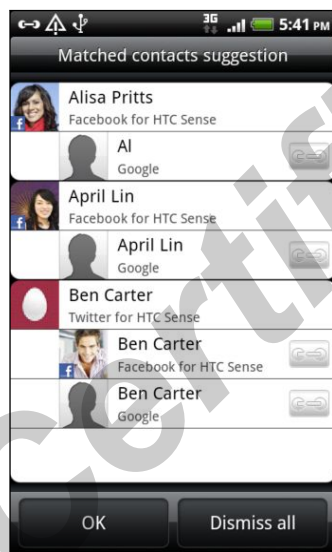 3G
5:41 PM
Matched contacts suggestion
Alisa Pritts
Facebook for HTC Sense
Al
Google
April Lin
Facebook for HTC Sense
April Lin
Google
Ben Carter
Twitter for HTC Sense
Ben Carter
Facebook for HTC Sense
Ben Carter
Google
OK
Dismiss all